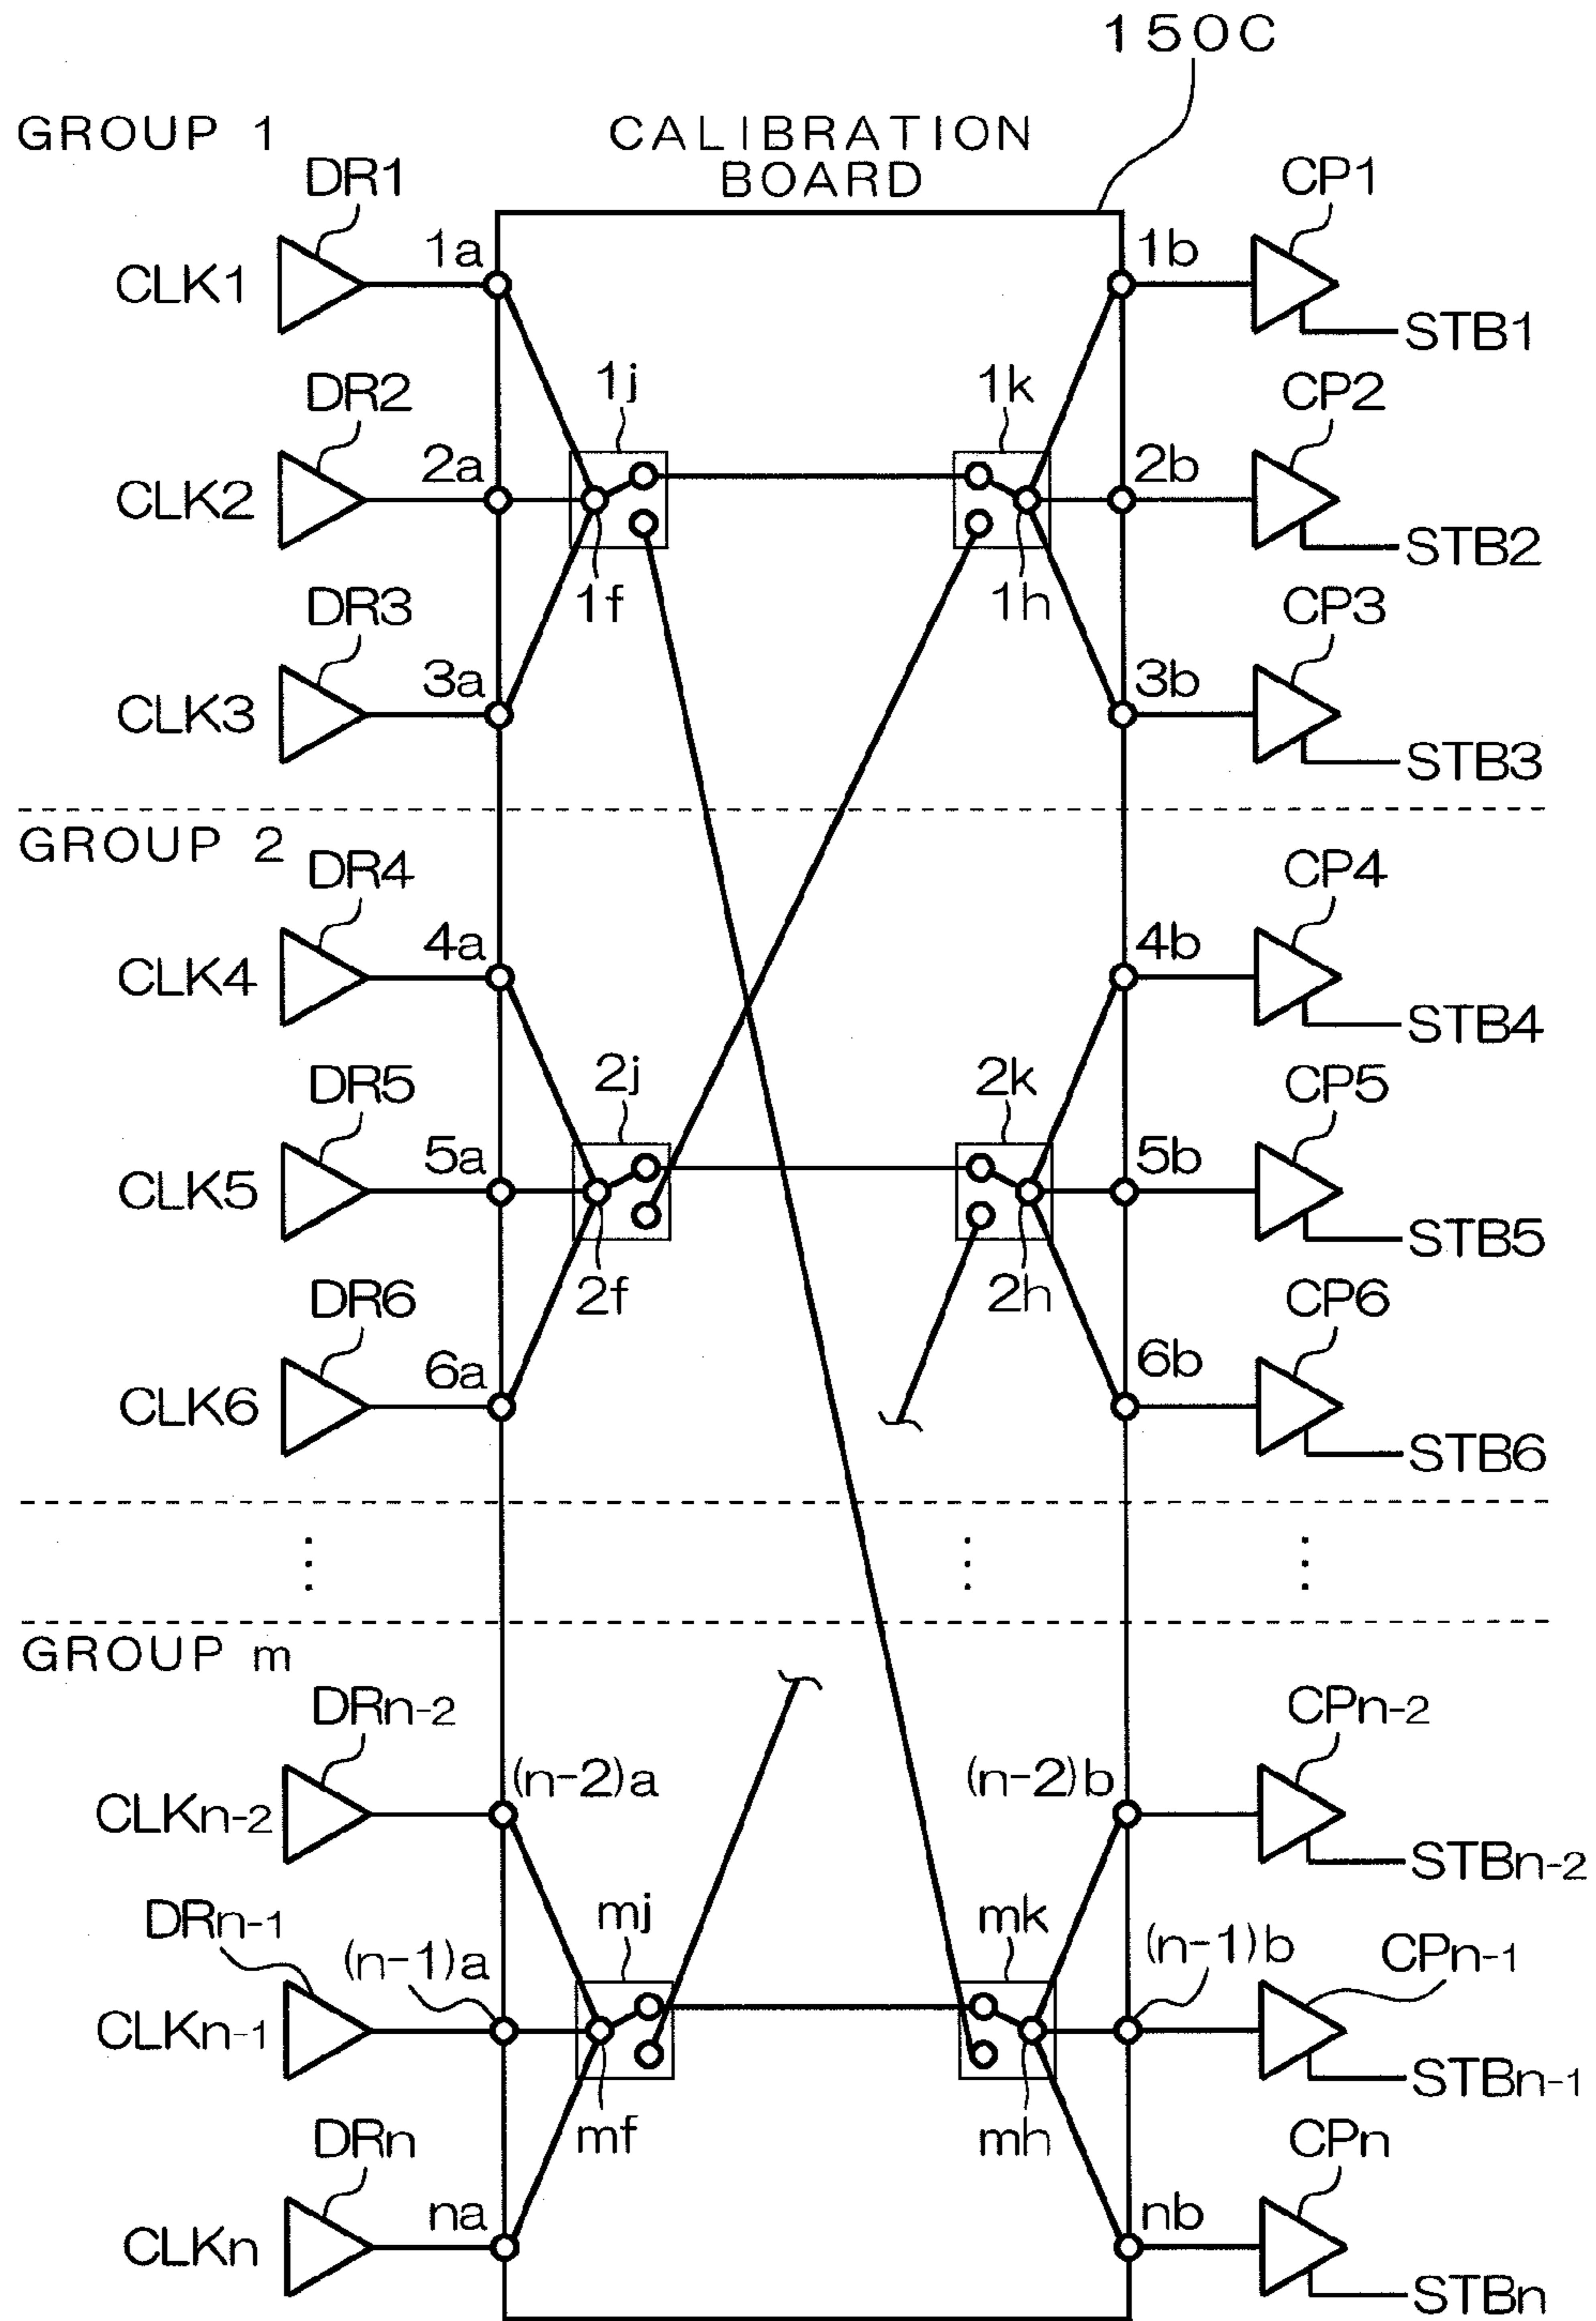 150C
GROUP 1
CALIBRATION
BOARD
DR1
CP1
1a
1b
CLK1
STB1
DR2
1j
1k
CP2
2a
2b
CLK2
STB2
DR3
1f
1h
CP3
3a
3b
CLK3
STB3
GROUP 2
DR4
CP4
4a
4b
CLK4
STB4
DR5
2j
2k
CP5
5a
5b
CLK5
STB5
DR6
2f
2h
CP6
6a
6b
CLK6
STB6
GROUP m
DRn-2
CPn-2
(n-2)a
(n-2)b
CLKn-2
STBn-2
DRn-1
mj
mk
(n-1)a
(n-1)b
CPn-1
CLKn-1
STBn-1
DRn
mf
mh
CPn
na
nb
CLKn
STBn